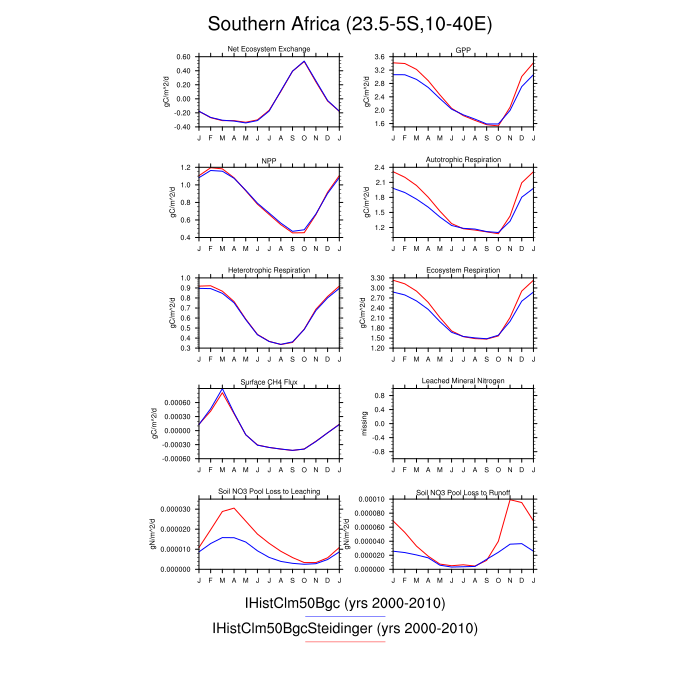 Southern Africa (23.5-5S,10-40E)
Net Ecosystem Exchange
gC/m^2/d
0.60
0.40
0.20
0.00
-0.20
-0.40
J F M A M J J A S O N D J
GPP
gC/m^2/d
3.6
3.2
2.8
2.4
2.0
1.6
J F M A M J J A S O N D J
NPP
gC/m^2/d
1.2
1.0
0.8
0.6
0.4
J F M A M J J A S O N D J
Autotrophic Respiration
gC/m^2/d
2.4
2.1
1.8
1.5
1.2
J F M A M J J A S O N D J
Heterotrophic Respiration
gC/m^2/d
1.0
0.9
0.8
0.7
0.6
0.5
0.4
0.3
J F M A M J J A S O N D J
Ecosystem Respiration
gC/m^2/d
3.30
3.00
2.70
2.40
2.10
1.80
1.50
1.20
J F M A M J J A S O N D J
Surface CH4 Flux
gC/m^2/d
0.00060
0.00030
0.00000
-0.00030
-0.00060
J F M A M J J A S O N D J
Leached Mineral Nitrogen
missing
0.8
0.4
0.0
-0.4
-0.8
J F M A M J J A S O N D J
Soil NO3 Pool Loss to Leaching
gN/m^2/d
0.000030
0.000020
0.000010
0.000000
J F M A M J J A S O N D J
Soil NO3 Pool Loss to Runoff
gN/m^2/d
0.00010
0.000080
0.000060
0.000040
0.000020
0.000000
J F M A M J J A S O N D J
IHistClm50Bgc (yrs 2000-2010)
IHistClm50BgcSteidinger (yrs 2000-2010)